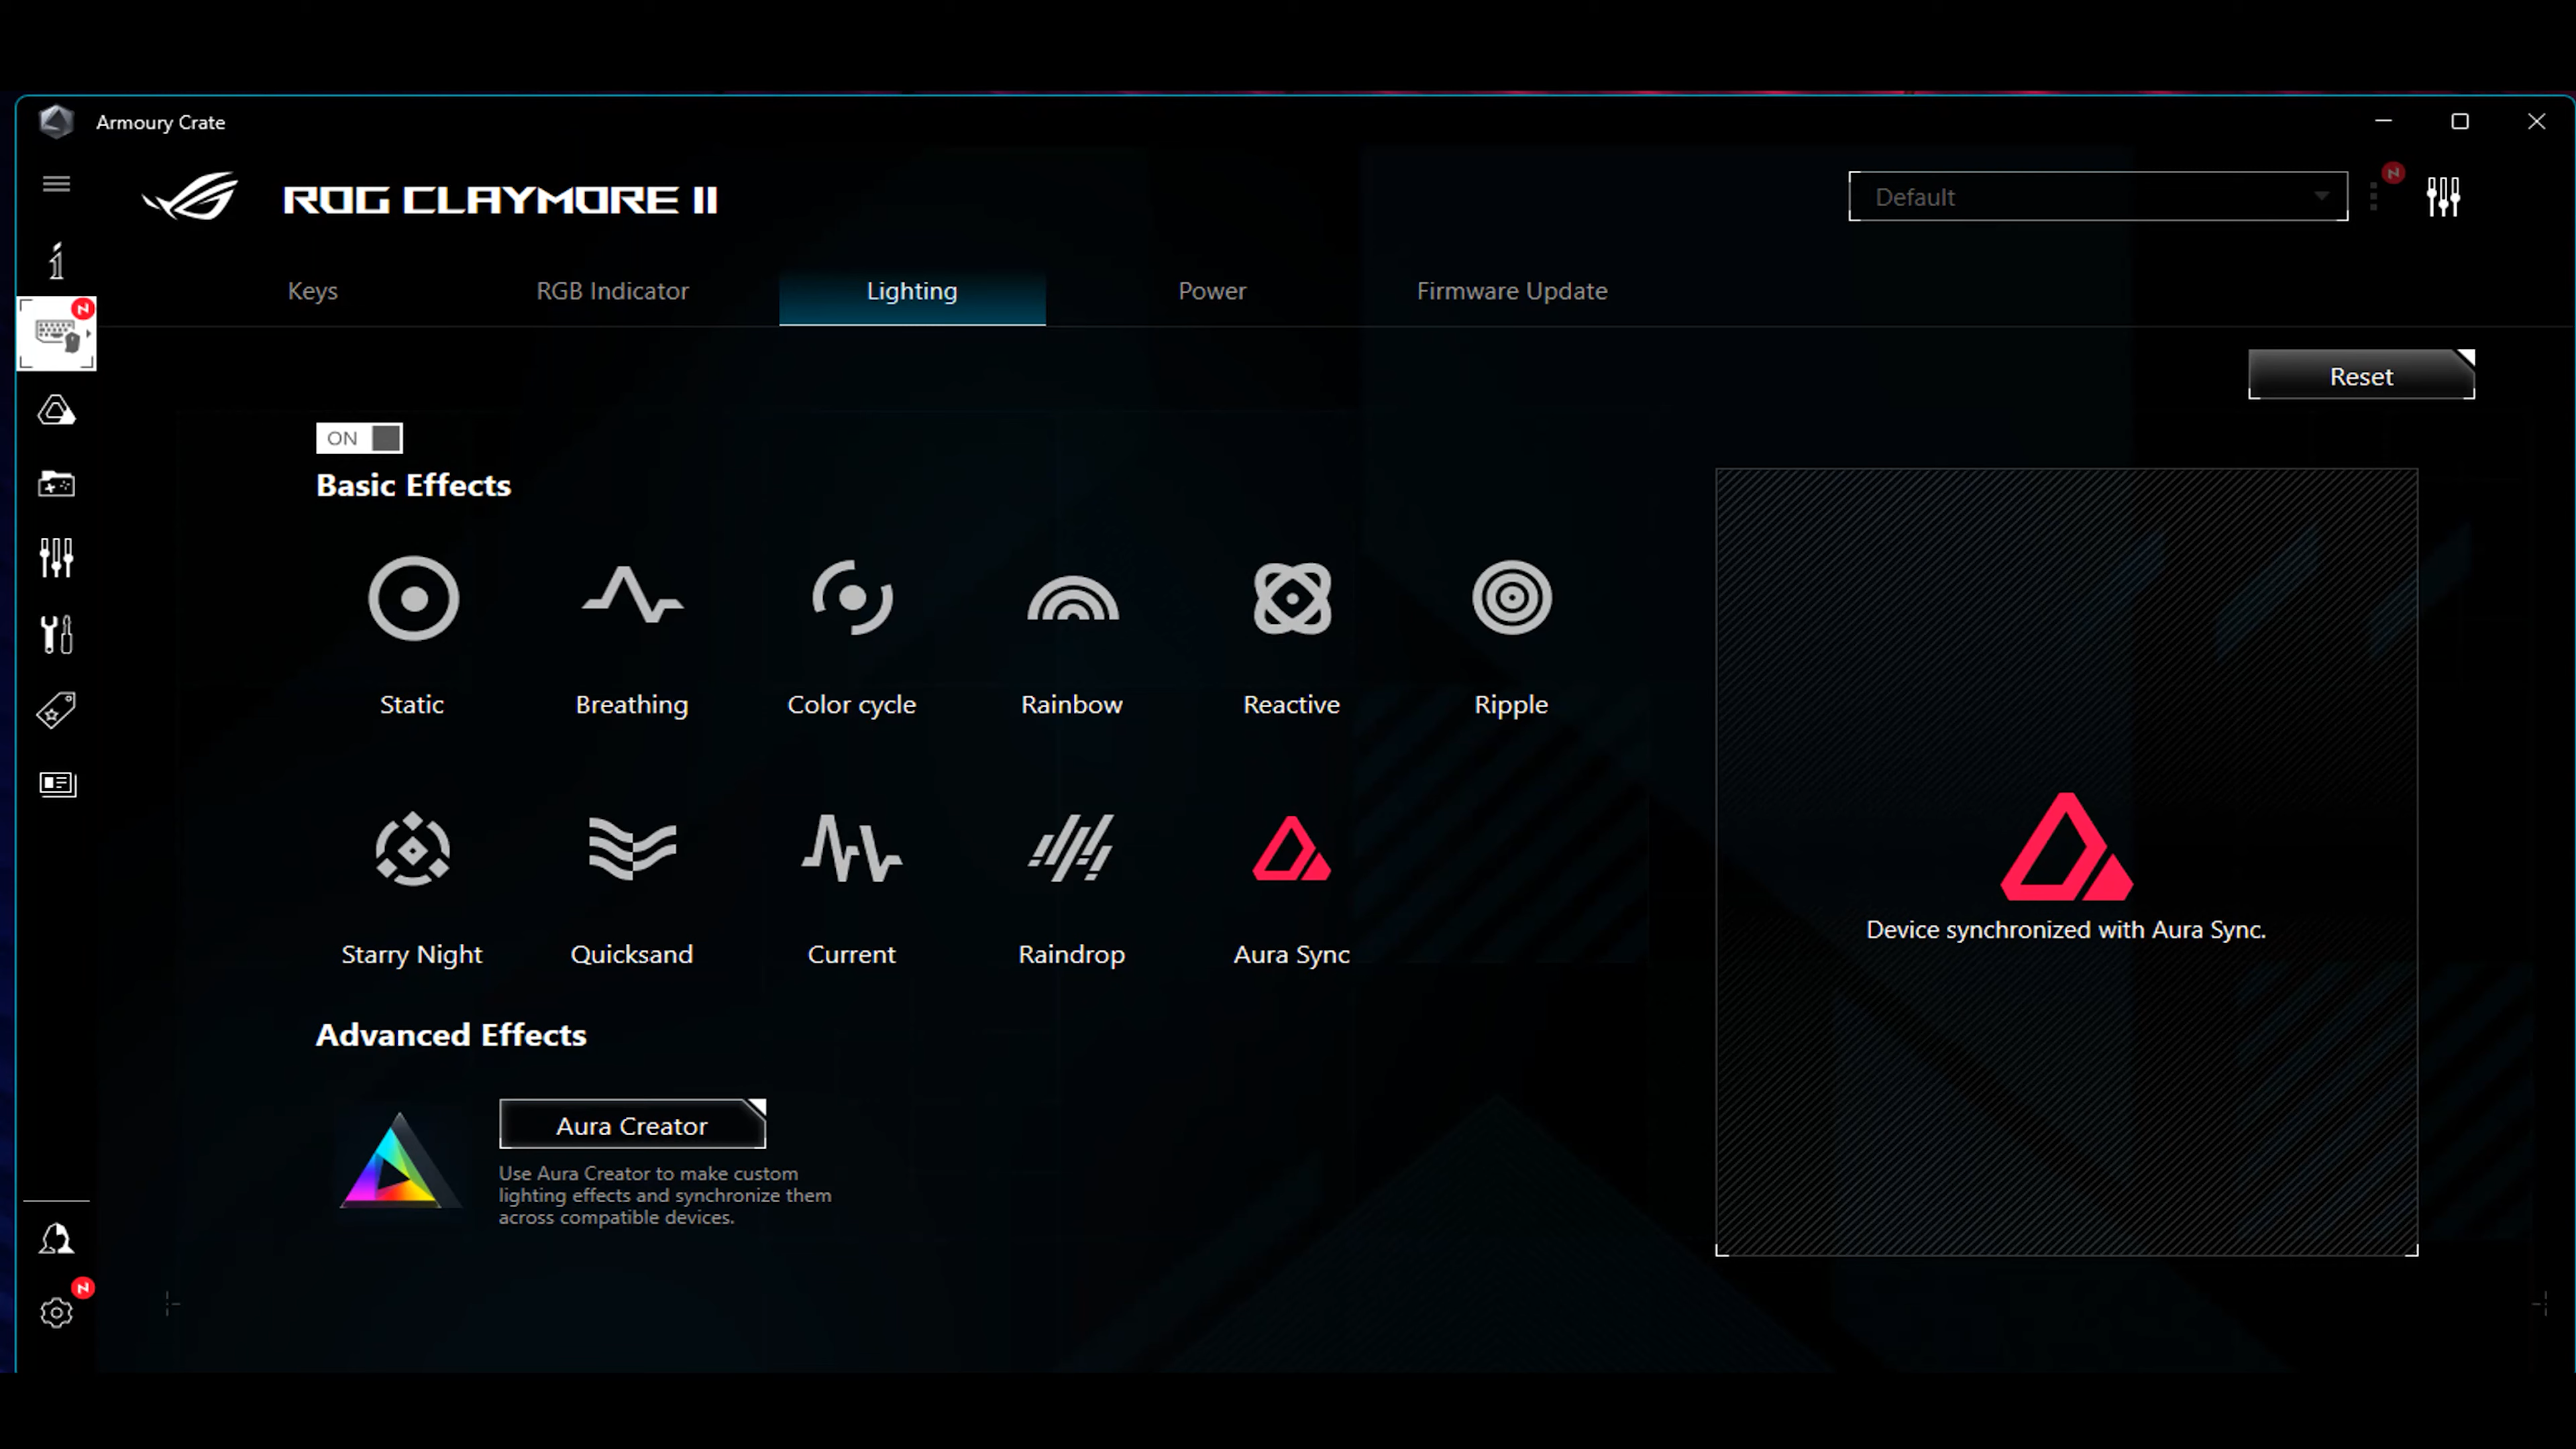 Armoury Crate
ROG CLAYMORE II
Default
N
Keys
RGB Indicator
Lighting
Power
Firmware Update
N
Reset
ON
Basic Effects
Static
Breathing
Color cycle
Rainbow
Reactive
Ripple
Starry Night
Quicksand
Current
Raindrop
Aura Sync
Device synchronized with Aura Sync.
Advanced Effects
Aura Creator
Use Aura Creator to make custom
lighting effects and synchronize them
across compatible devices.
N